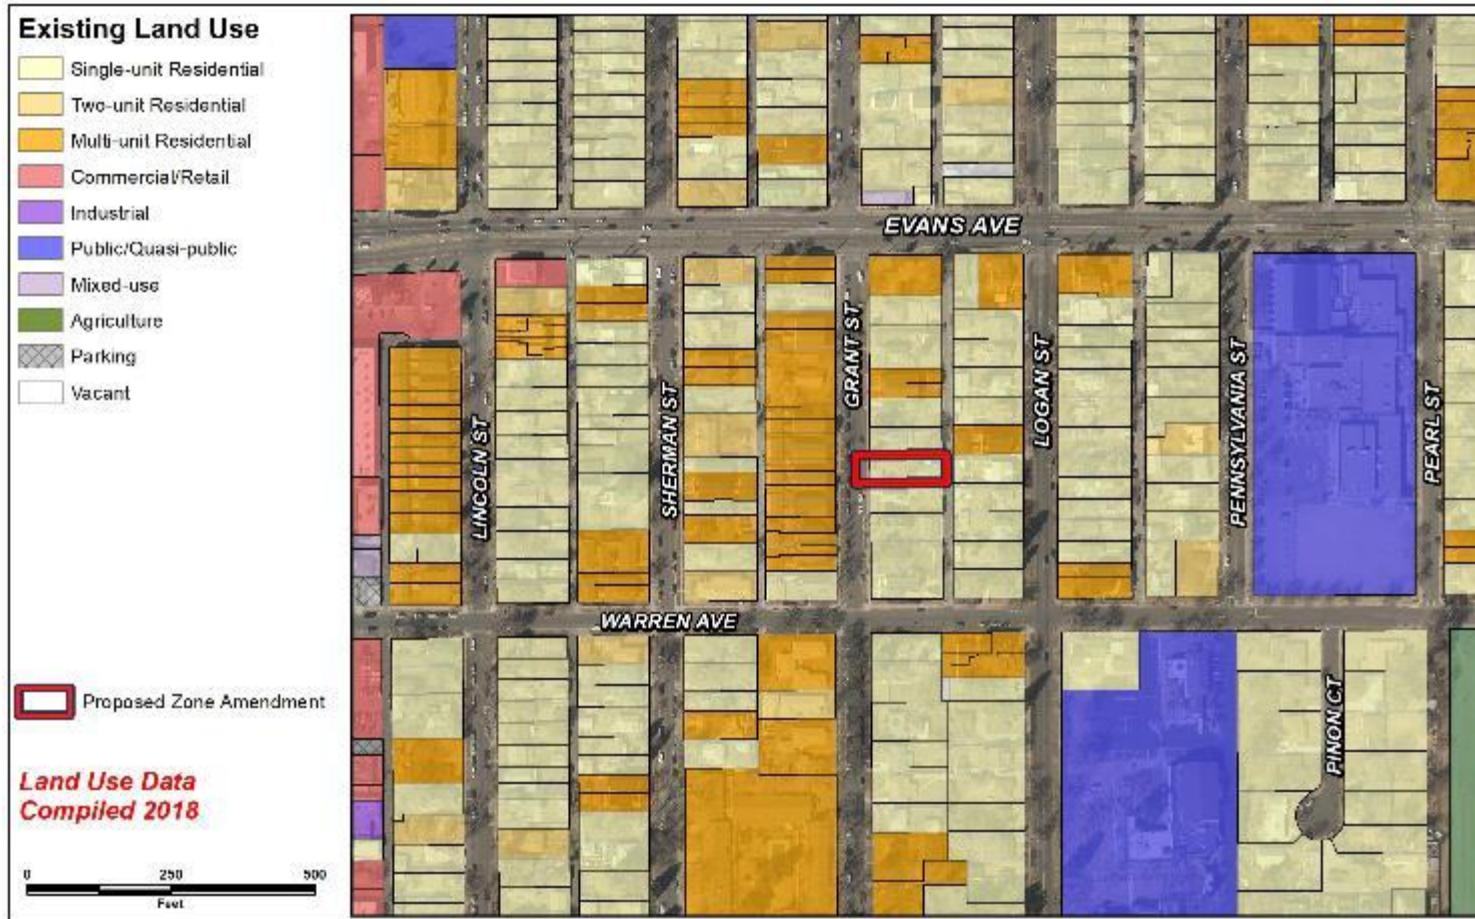 Existing Land Use
Single-unit Residential
Two-unit Residential
Multi-unit Residential
Commercial/Retail
Industrial
Public/Quasi-public
Mixed-use
Agriculture
Parking
Vacant
Proposed Zone Amendment
Land Use Data
Compiled 2018
0 250 500
Feet
EVANS AVE
LINCOLN ST
SHERMAN ST
GRANT ST
LOGAN ST
PENNSYLVANIA ST
PEARL ST
WARREN AVE
PINON CT